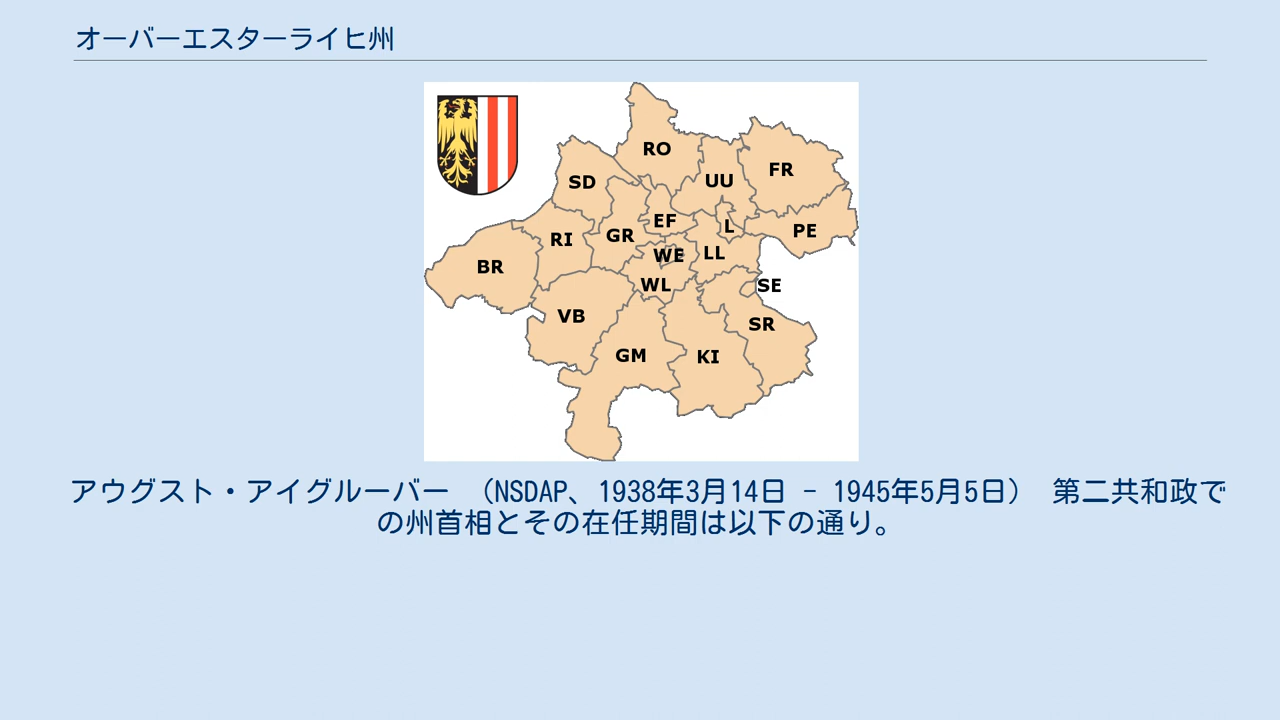 オーバーエスターライヒ州
RO
FR
SD
UU
EF
L
PE
GR
RI
WE
LL
BR
WL
SE
VB
SR
GM
KI
アウグスト・アイグルーバー （NSDAP、1938年3月14日 - 1945年5月5日） 第二共和政で
の州首相とその在任期間は以下の通り。